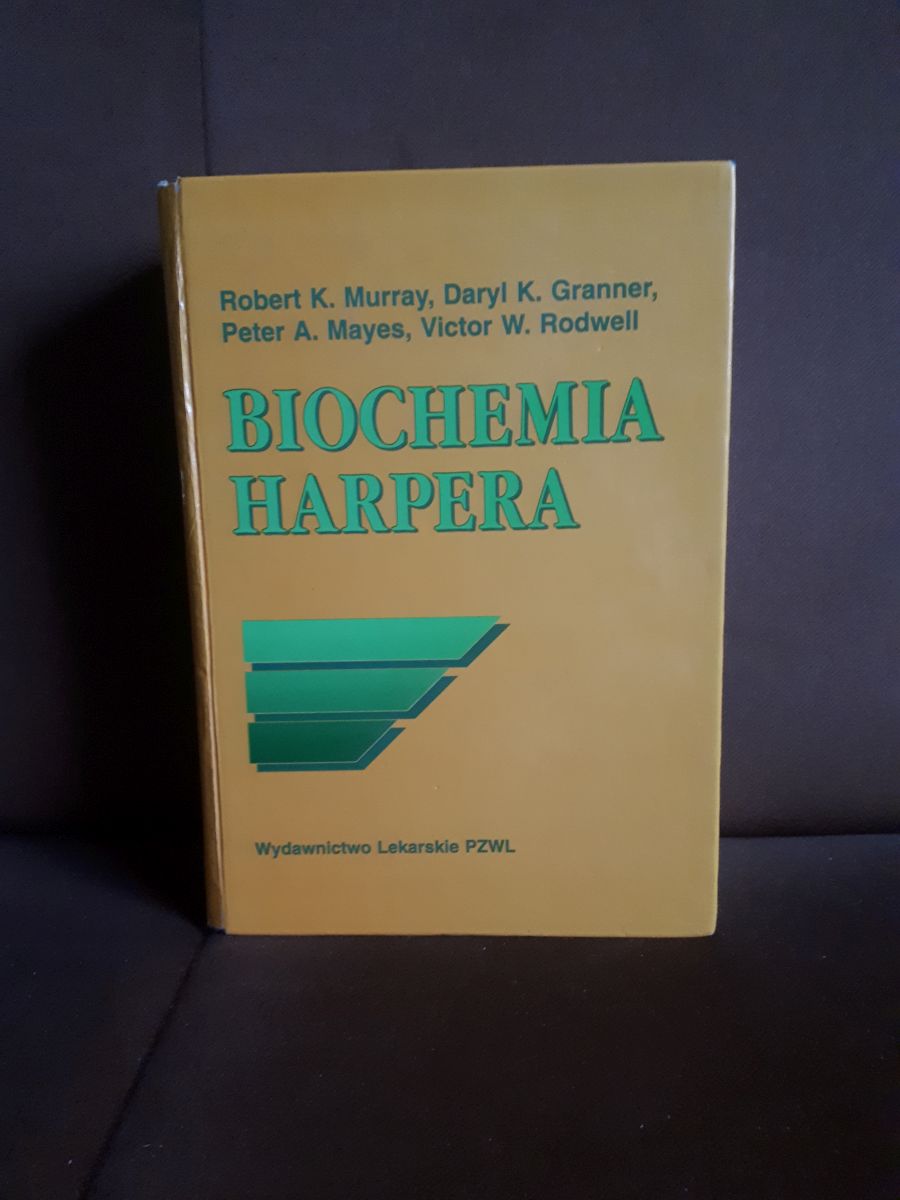 Robert K. Murray, Daryl K. Granner,
Peter A. Mayes, Victor W. Rodwell
BIOCHEMIA
HARPERA
Wydawnictwo Lekarskie PZWL